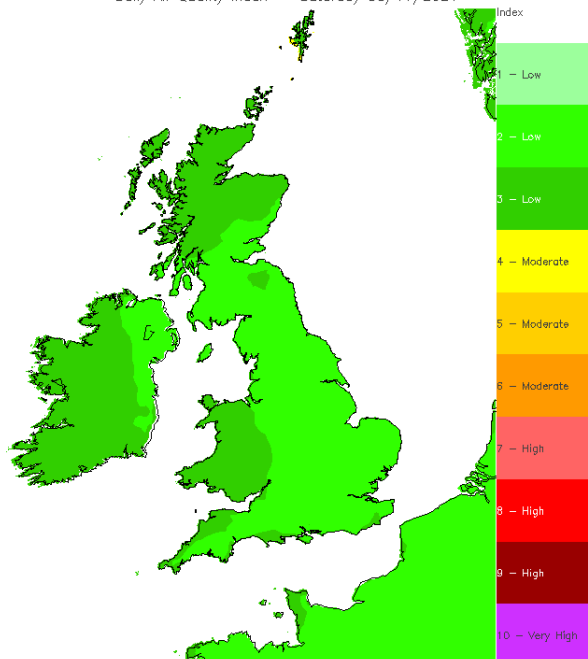 Index
1 - Low
2 - Low
3 - Low
4 - Moderate
5 - Moderate
6 - Moderate
7 - High
8 - High
9 - High
10 - Very High